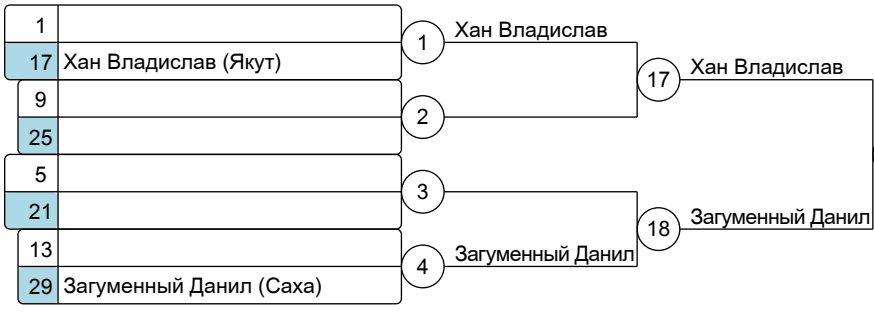 1
Хан Владислав
1
17 Хан Владислав (Якут)
17
Хан Владислав
9
2
25
5
3
21
18
Загуменный Данил
13
4
Загуменный Данил
29 Загуменный Данил (Саха)